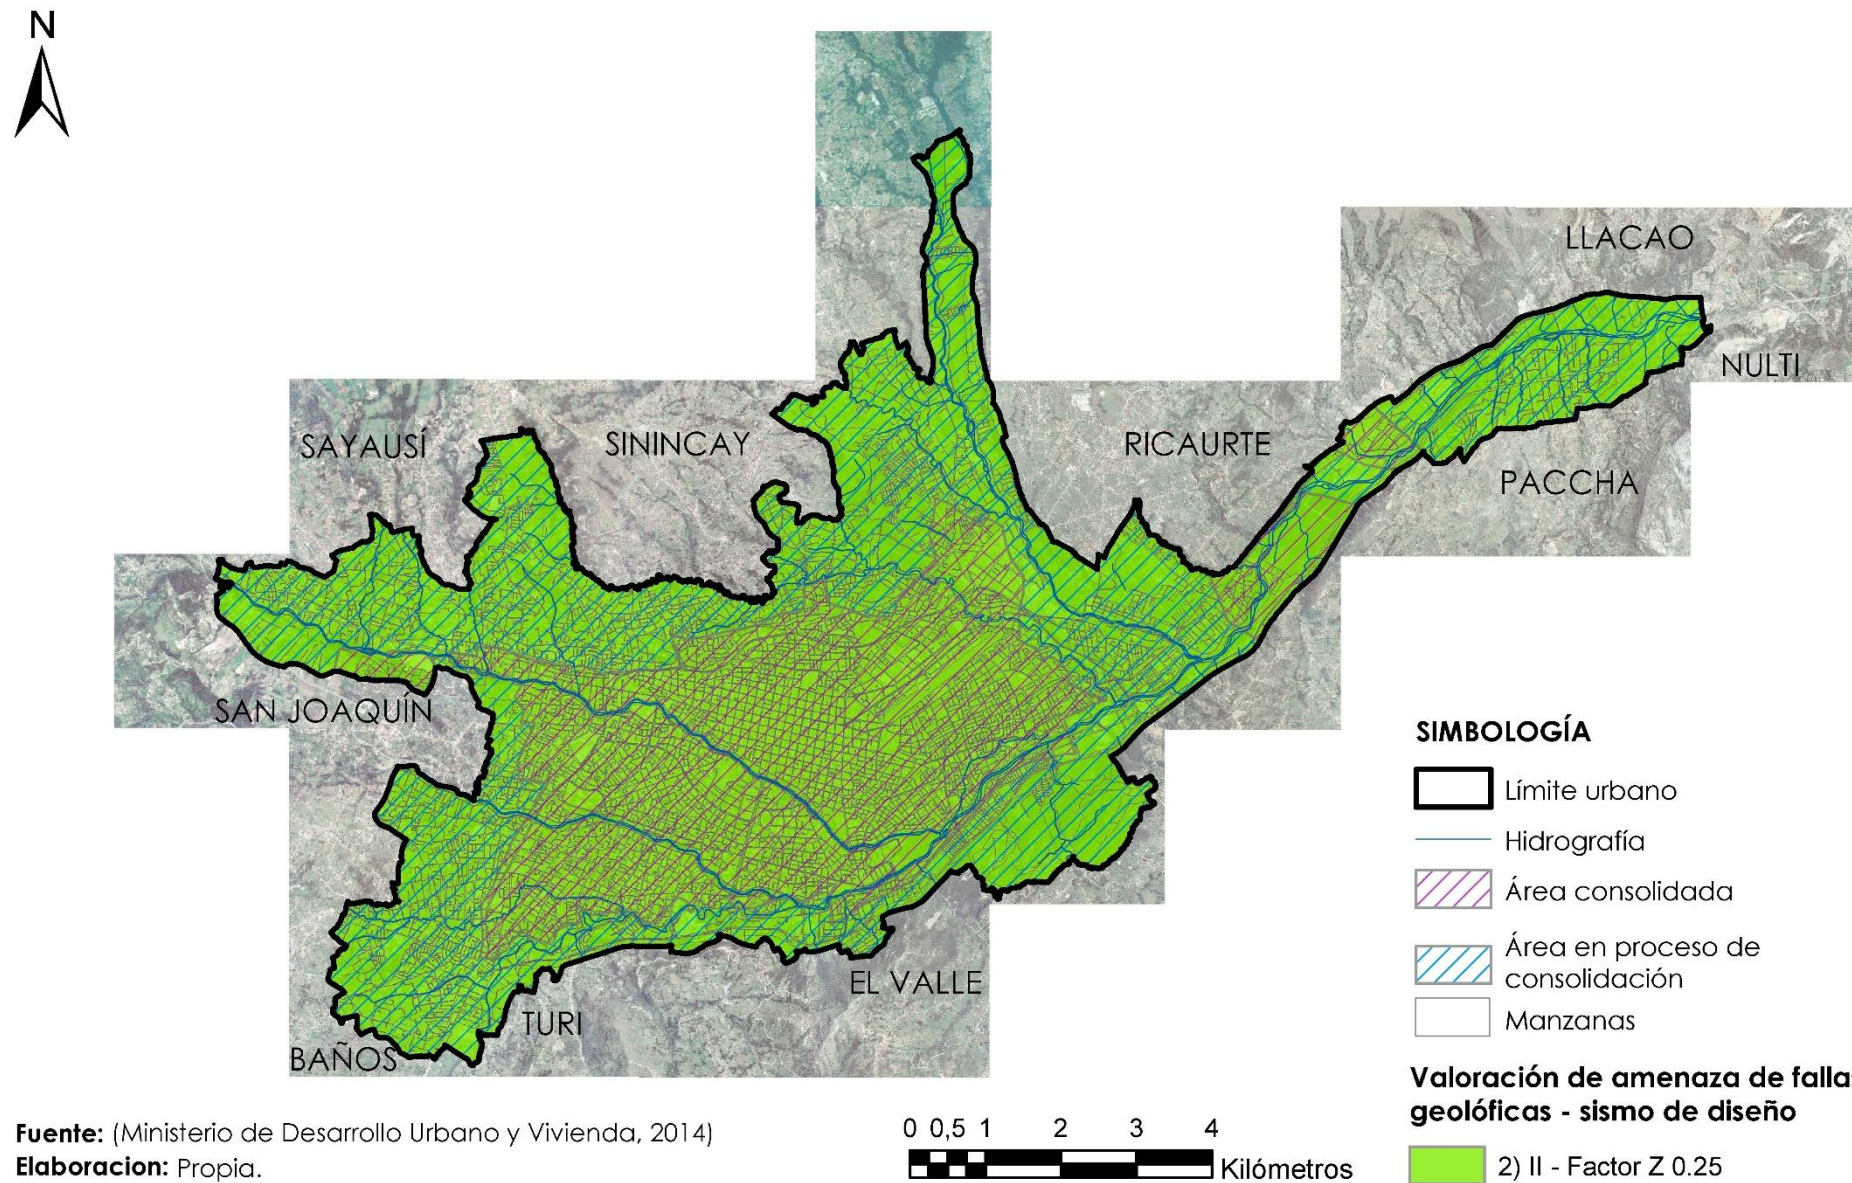 N
LLACAO
NULTI
SAYAUSÍ
SININCAY
RICAURTE
PACCHA
SAN JOAQUÍN
EL VALLE
TURI
BAÑOS
SIMBOLOGÍA
Límite urbano
Hidrografía
Área consolidada
Área en proceso de
consolidación
Manzanas
Valoración de amenaza de fallas
geolóficas - sismo de diseño
2) II - Factor Z 0.25
Fuente: (Ministerio de Desarrollo Urbano y Vivienda, 2014)
Elaboracion: Propia.
0 0,5 1 2 3 4
Kilómetros